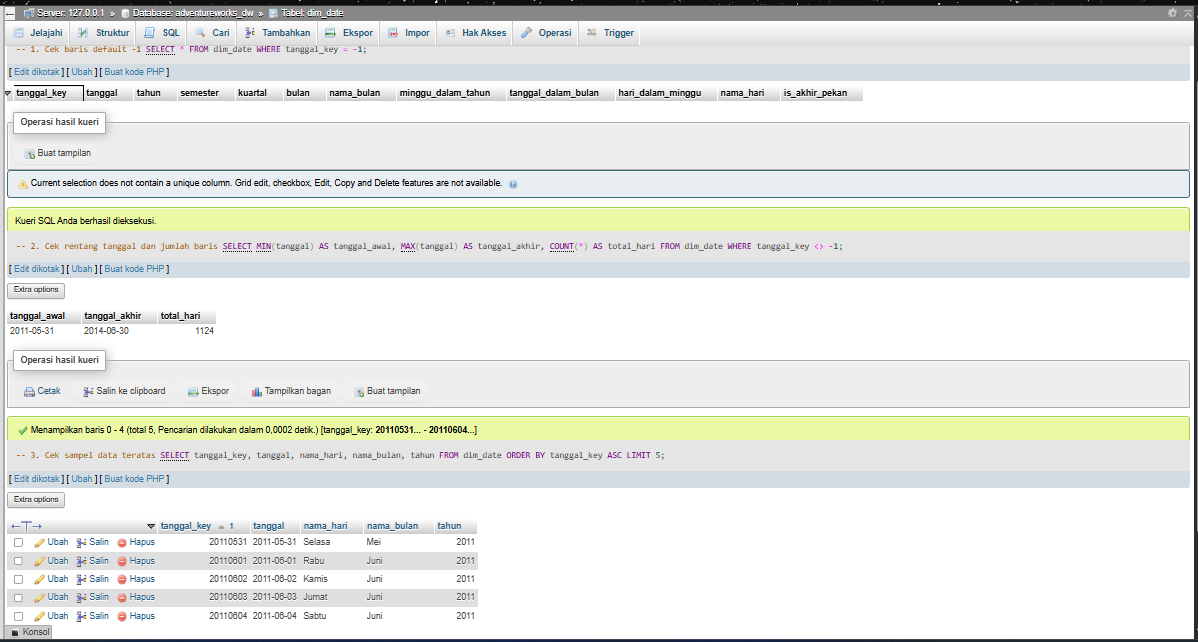 Server: 127.0.0.1 » Database: adventureworks_dw » Tabel: dim_date
Jelajahi Struktur SQL Cari Tambahkan Ekspor Impor Hak Akses Operasi Trigger
-- 1. Cek baris default -1 SELECT * FROM dim_date WHERE tanggal_key = -1;
[ Edit dikotak ] [ Ubah ] [ Buat kode PHP ]
tanggal_key tanggal tahun semester kuartal bulan nama_bulan minggu_dalam_tahun tanggal_dalam_bulan hari_dalam_minggu nama_hari is_akhir_pekan
Operasi hasil kueri
Buat tampilan
Current selection does not contain a unique column. Grid edit, checkbox, Edit, Copy and Delete features are not available.
Kueri SQL Anda berhasil dieksekusi.
-- 2. Cek rentang tanggal dan jumlah baris SELECT MIN(tanggal) AS tanggal_awal, MAX(tanggal) AS tanggal_akhir, COUNT(*) AS total_hari FROM dim_date WHERE tanggal_key <> -1;
[ Edit dikotak ] [ Ubah ] [ Buat kode PHP ]
Extra options
tanggal_awal tanggal_akhir total_hari
2011-05-31 2014-06-30 1124
Operasi hasil kueri
Cetak Salin ke clipboard Ekspor Tampilkan bagan Buat tampilan
Menampilkan baris 0 - 4 (total 5, Pencarian dilakukan dalam 0,0002 detik.) [tanggal_key: 20110531... - 20110604...]
-- 3. Cek sampel data teratas SELECT tanggal_key, tanggal, nama_hari, nama_bulan, tahun FROM dim_date ORDER BY tanggal_key ASC LIMIT 5;
[ Edit dikotak ] [ Ubah ] [ Buat kode PHP ]
Extra options
←T→ tanggal_key 1 tanggal nama_hari nama_bulan tahun
Ubah Salin Hapus 20110531 2011-05-31 Selasa Mei 2011
Ubah Salin Hapus 20110601 2011-06-01 Rabu Juni 2011
Ubah Salin Hapus 20110602 2011-06-02 Kamis Juni 2011
Ubah Salin Hapus 20110603 2011-06-03 Jumat Juni 2011
Ubah Salin Hapus 20110604 2011-06-04 Sabtu Juni 2011
Konsol